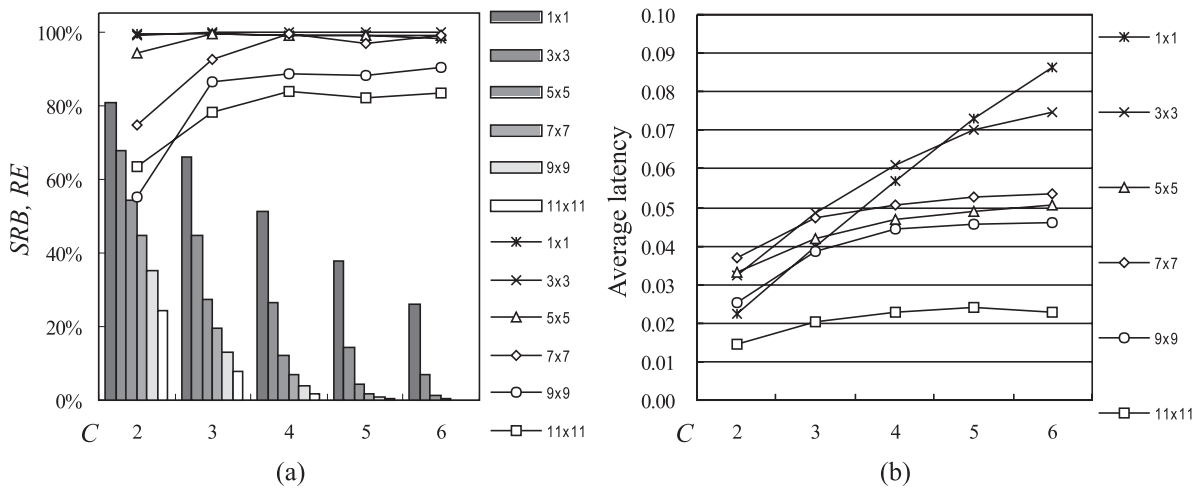 SRB, RE
100%
80%
60%
40%
20%
0%
C 2 3 4 5 6
1x1
3x3
5x5
7x7
9x9
11x11
1x1
3x3
5x5
7x7
9x9
11x11
(a)
Average latency
0.10
0.09
0.08
0.07
0.06
0.05
0.04
0.03
0.02
0.01
0.00
C 2 3 4 5 6
1x1
3x3
5x5
7x7
9x9
11x11
(b)